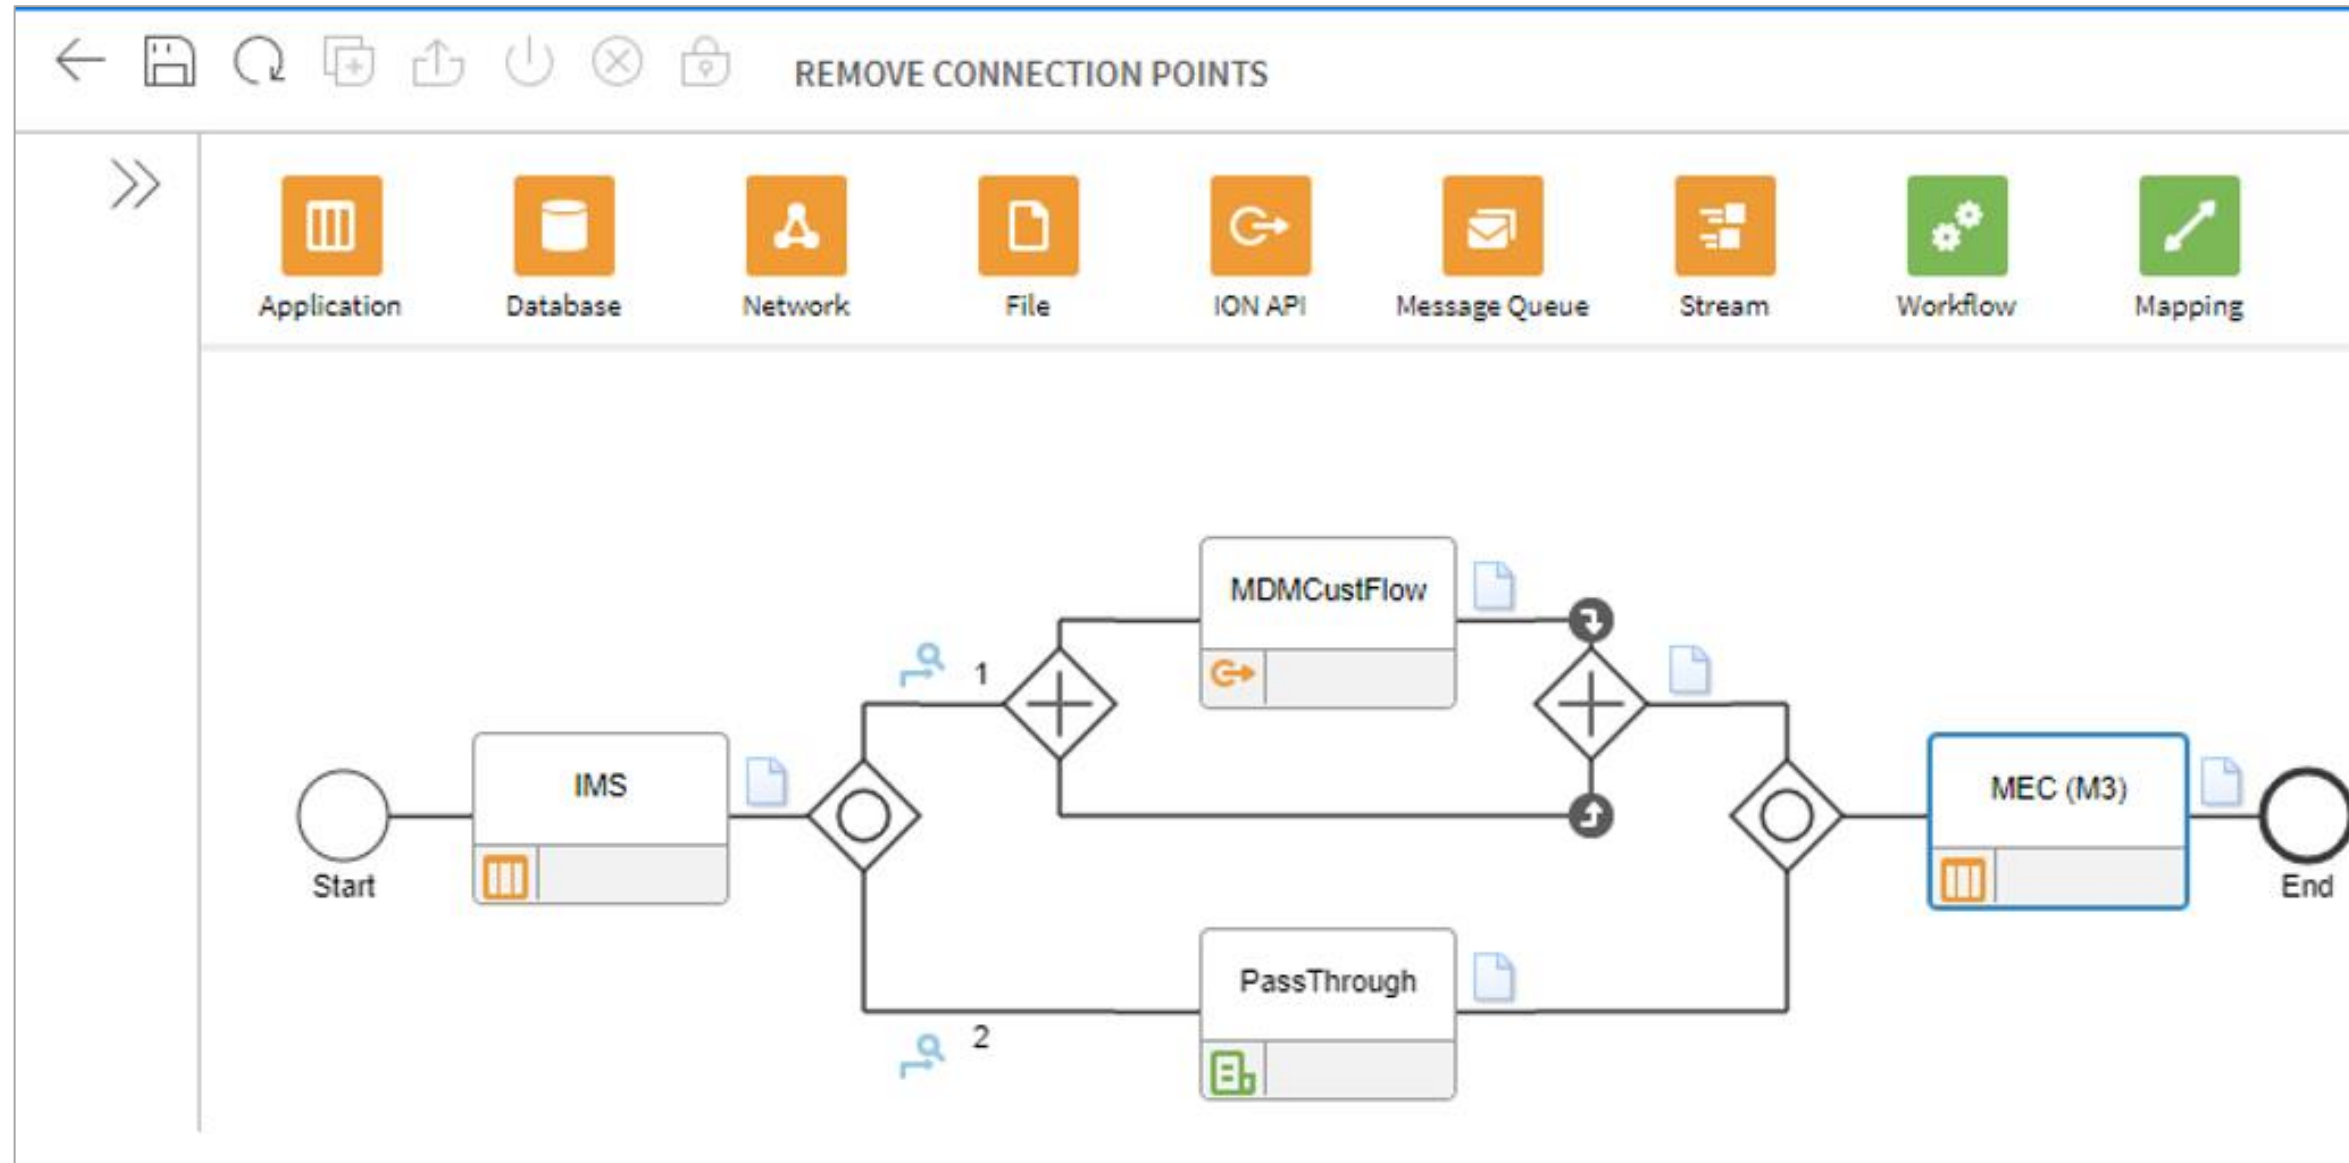 REMOVE CONNECTION POINTS
Application Database Network File ION API Message Queue Stream Workflow Mapping
MDMCustFlow
1
IMS
MEC (M3)
Start
End
PassThrough
2